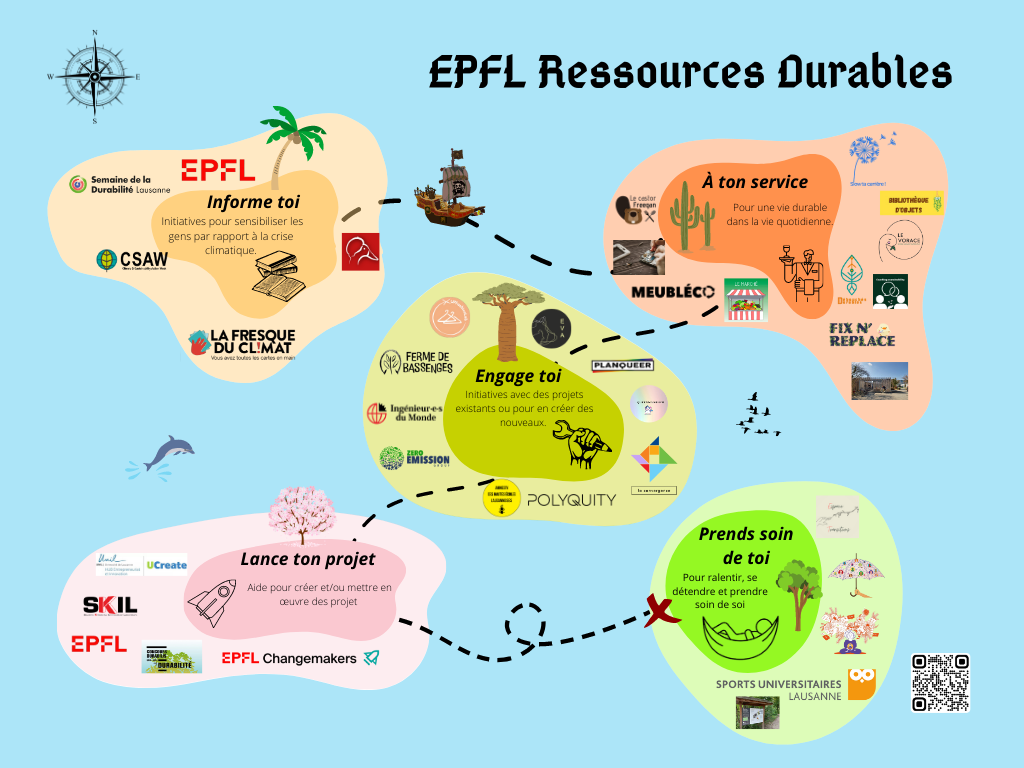 N
W
E
S
EPFL Ressources Durables
EPFL
Semaine de la
Durabilité Lausanne
Informe toi
Initiatives pour sensibiliser les
gens par rapport à la crise
climatique.
CSAW
LA FRESQUE
DU CL!MAT
Vous avez toutes les cartes en main
À ton service
Pour une vie durable
dans la vie quotidienne.
Le castor
freegan
BIBLIOTHÈQUE
D'OBJETS
LE
VORACE
MEUBLÉCO
LE MARCHÉ
FIX N'
REPLACE
EVA
FERME DE
BASSENGES
PLANQUEER
Engage toi
Initiatives avec des projets
existants ou pour en créer des
nouveaux.
Ingénieur·e·s
du Monde
ZERO
EMISSION
GROUP
POLYQUITY
la convergence
Lance ton projet
Aide pour créer et/ou mettre en
œuvre des projet
Unil
UCreate
SKIL
EPFL
DURABILITÉ
EPFL Changemakers
Prends soin
de toi
Pour ralentir, se
détendre et prendre
soin de soi
SPORTS UNIVERSITAIRES
LAUSANNE